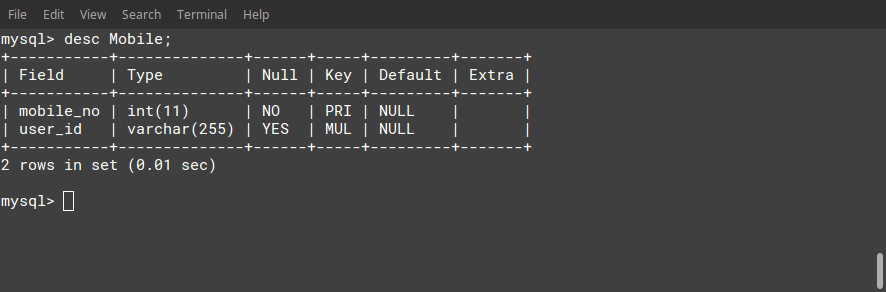 File Edit View Search Terminal Help
mysql> desc Mobile;
+-----------+--------------+------+-----+---------+-------+
| Field     | Type         | Null | Key | Default | Extra |
+-----------+--------------+------+-----+---------+-------+
| mobile_no | int(11)      | NO   | PRI | NULL    |       |
| user_id   | varchar(255) | YES  | MUL | NULL    |       |
+-----------+--------------+------+-----+---------+-------+
2 rows in set (0.01 sec)
mysql>